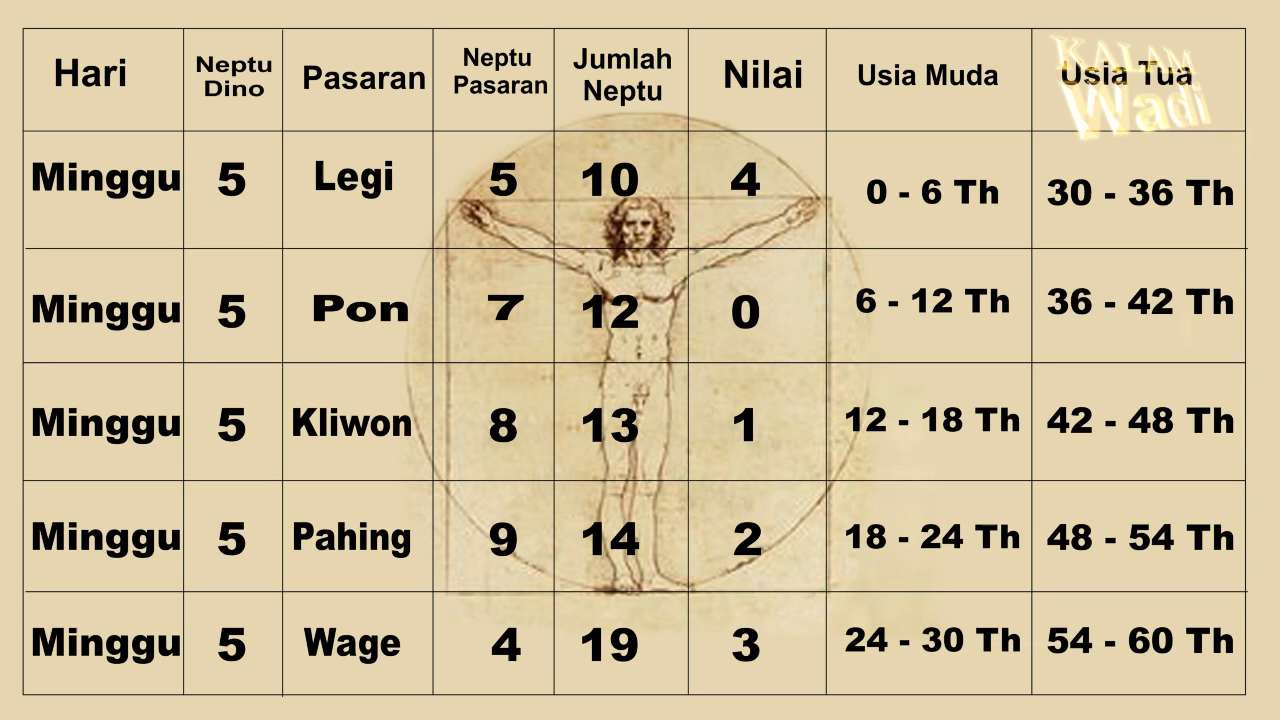 Hari Neptu Dino Pasaran Neptu Pasaran Jumlah Neptu Nilai Usia Muda Usia Tua
KALAM
Wadi
Minggu 5 Legi 5 10 4 0 - 6 Th 30 - 36 Th
Minggu 5 Pon 7 12 0 6 - 12 Th 36 - 42 Th
Minggu 5 Kliwon 8 13 1 12 - 18 Th 42 - 48 Th
Minggu 5 Pahing 9 14 2 18 - 24 Th 48 - 54 Th
Minggu 5 Wage 4 19 3 24 - 30 Th 54 - 60 Th